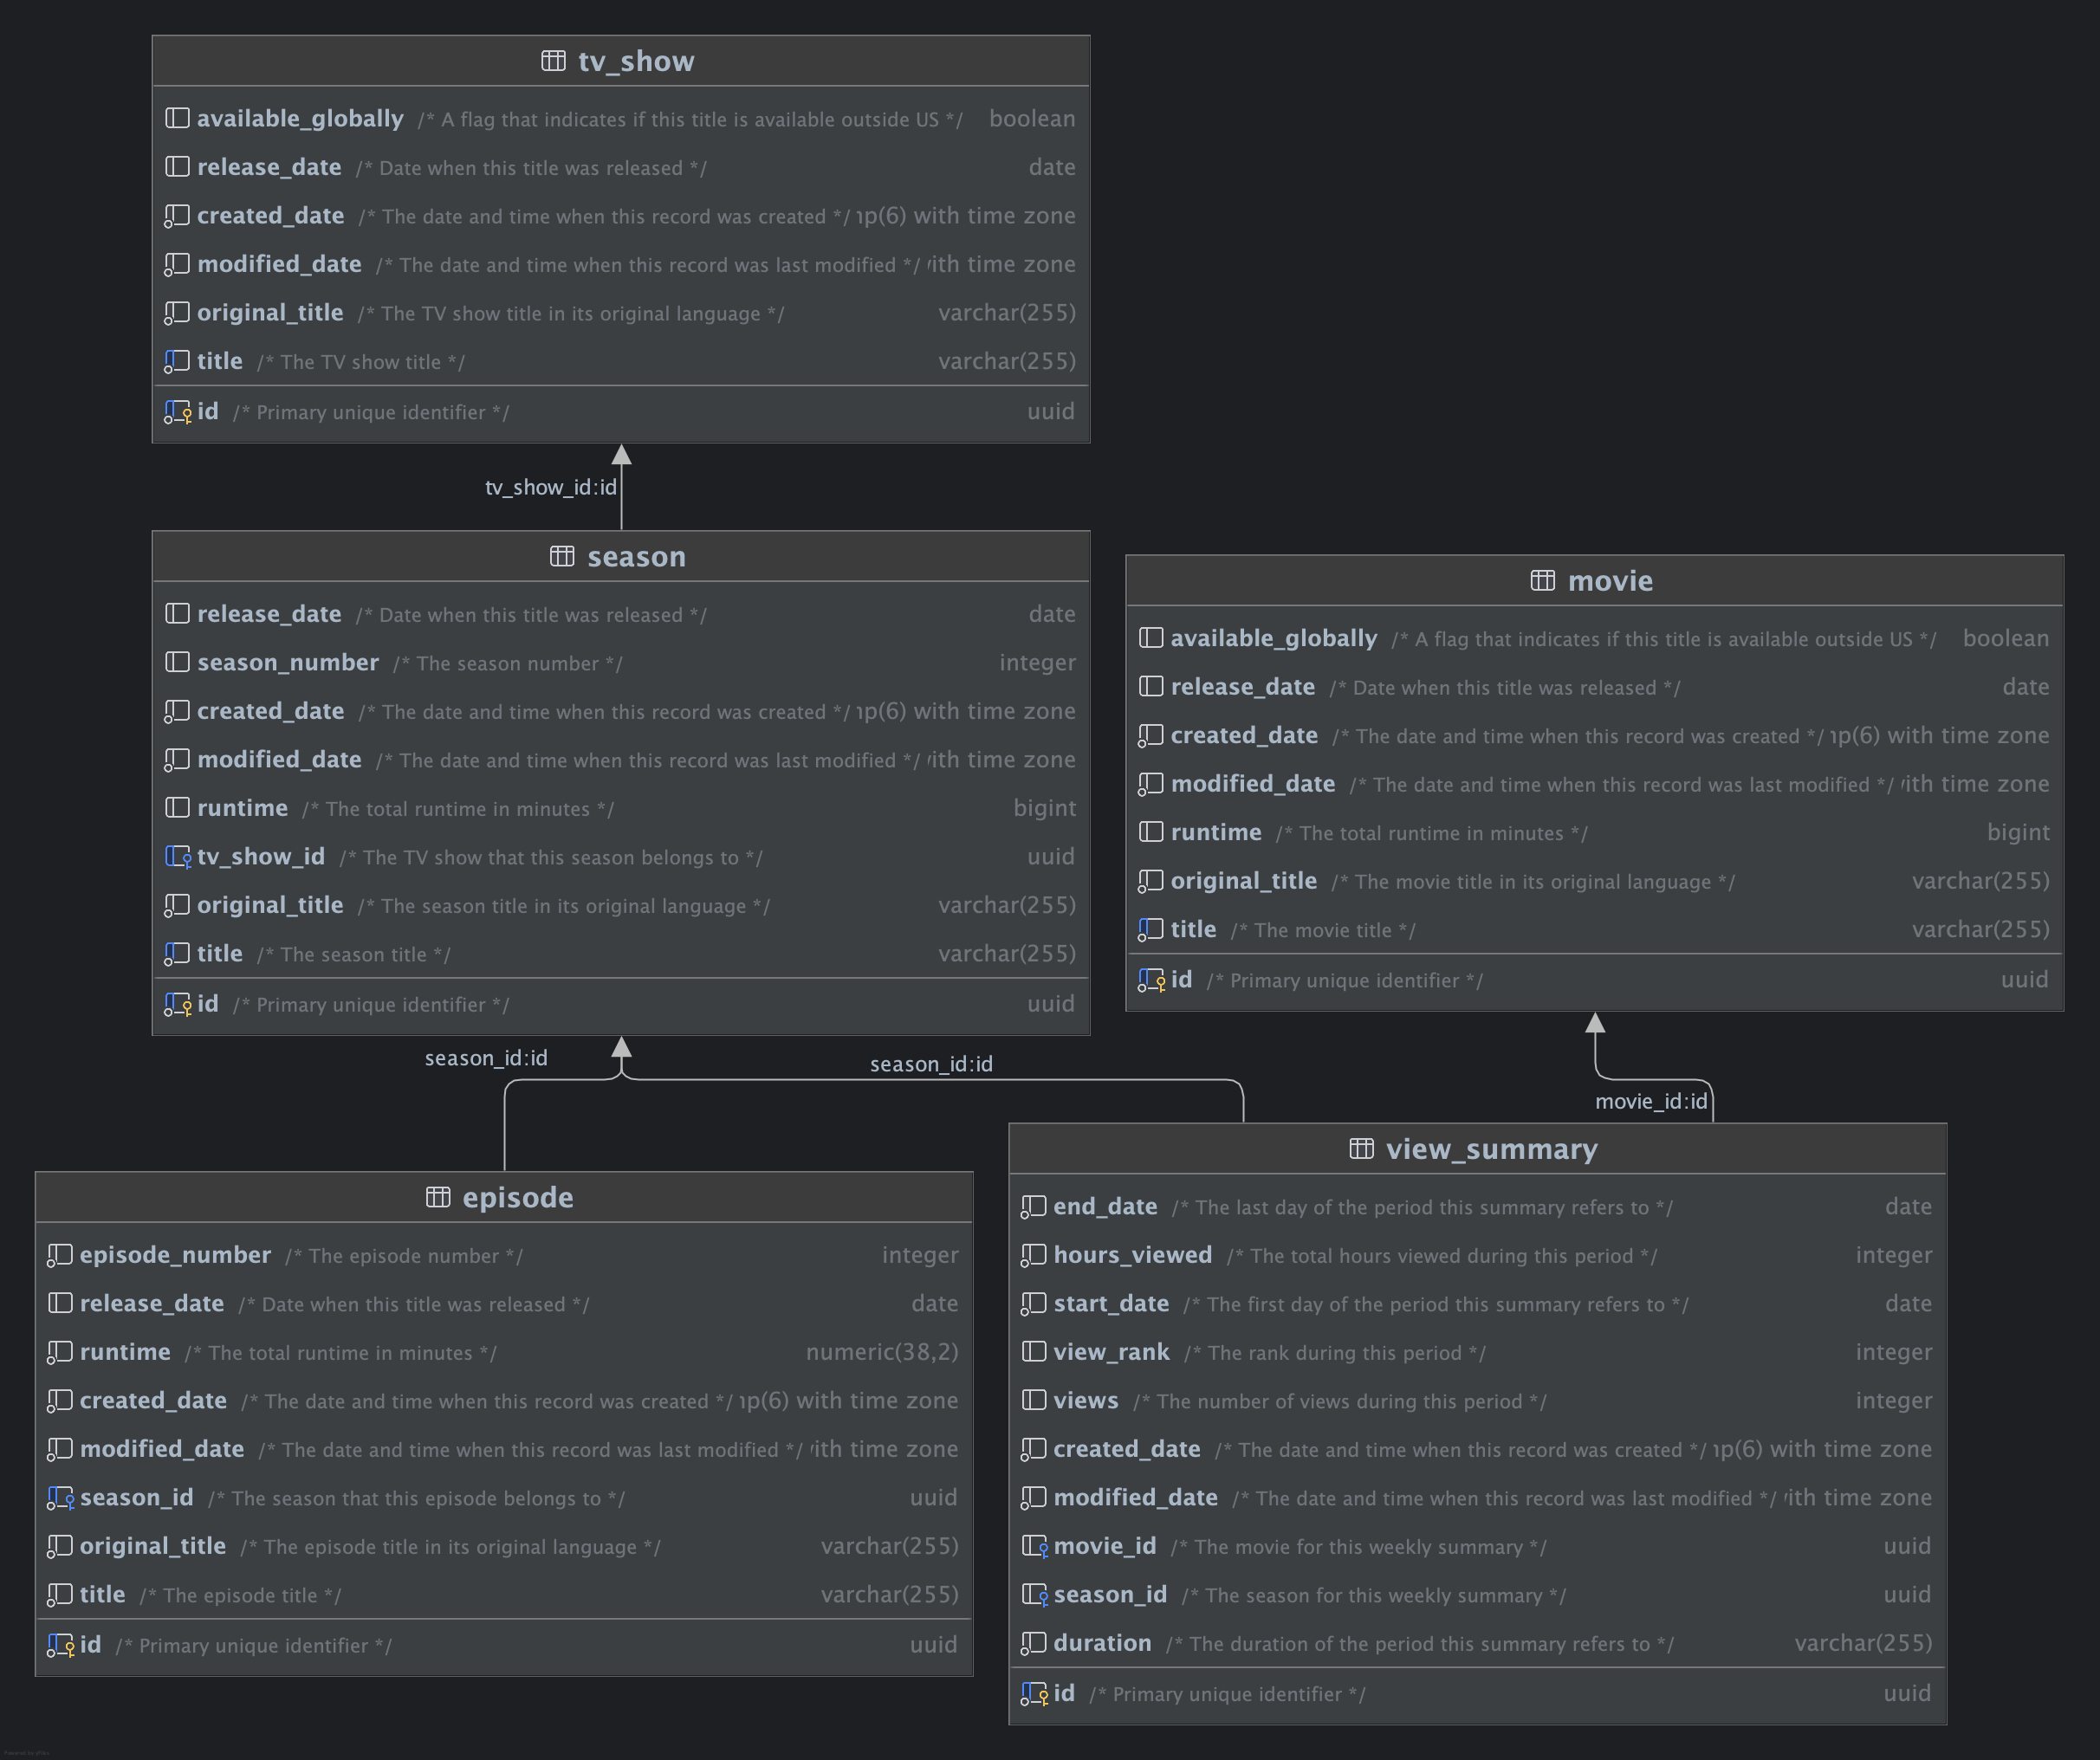 tv_show
available_globally /* A flag that indicates if this title is available outside US */ boolean
release_date /* Date when this title was released */ date
created_date /* The date and time when this record was created */ np(6) with time zone
modified_date /* The date and time when this record was last modified */ with time zone
original_title /* The TV show title in its original language */ varchar(255)
title /* The TV show title */ varchar(255)
id /* Primary unique identifier */ uuid
tv_show_id:id
season
release_date /* Date when this title was released */ date
season_number /* The season number */ integer
created_date /* The date and time when this record was created */ np(6) with time zone
modified_date /* The date and time when this record was last modified */ with time zone
runtime /* The total runtime in minutes */ bigint
tv_show_id /* The TV show that this season belongs to */ uuid
original_title /* The season title in its original language */ varchar(255)
title /* The season title */ varchar(255)
id /* Primary unique identifier */ uuid
movie
available_globally /* A flag that indicates if this title is available outside US */ boolean
release_date /* Date when this title was released */ date
created_date /* The date and time when this record was created */ np(6) with time zone
modified_date /* The date and time when this record was last modified */ with time zone
runtime /* The total runtime in minutes */ bigint
original_title /* The movie title in its original language */ varchar(255)
title /* The movie title */ varchar(255)
id /* Primary unique identifier */ uuid
season_id:id
season_id:id
movie_id:id
episode
episode_number /* The episode number */ integer
release_date /* Date when this title was released */ date
runtime /* The total runtime in minutes */ numeric(38,2)
created_date /* The date and time when this record was created */ np(6) with time zone
modified_date /* The date and time when this record was last modified */ with time zone
season_id /* The season that this episode belongs to */ uuid
original_title /* The episode title in its original language */ varchar(255)
title /* The episode title */ varchar(255)
id /* Primary unique identifier */ uuid
view_summary
end_date /* The last day of the period this summary refers to */ date
hours_viewed /* The total hours viewed during this period */ integer
start_date /* The first day of the period this summary refers to */ date
view_rank /* The rank during this period */ integer
views /* The number of views during this period */ integer
created_date /* The date and time when this record was created */ np(6) with time zone
modified_date /* The date and time when this record was last modified */ with time zone
movie_id /* The movie for this weekly summary */ uuid
season_id /* The season for this weekly summary */ uuid
duration /* The duration of the period this summary refers to */ varchar(255)
id /* Primary unique identifier */ uuid